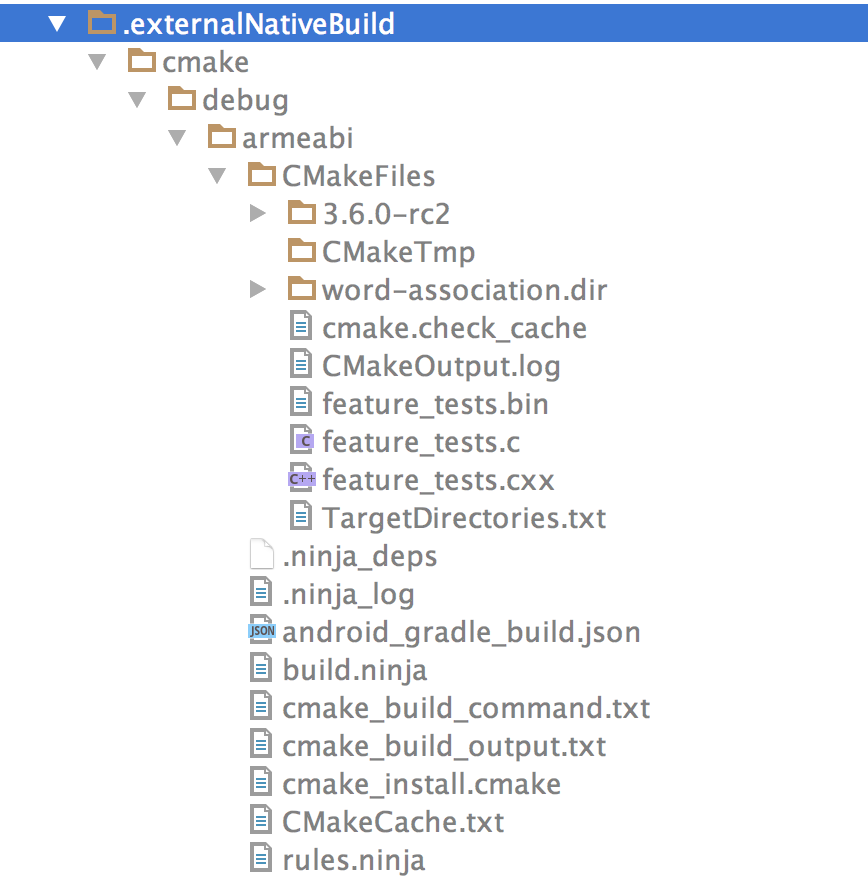 .externalNativeBuild
cmake
debug
armeabi
CMakeFiles
3.6.0-rc2
CMakeTmp
word-association.dir
cmake.check_cache
CMakeOutput.log
feature_tests.bin
C feature_tests.c
C++ feature_tests.cxx
TargetDirectories.txt
.ninja_deps
.ninja_log
JSON android_gradle_build.json
build.ninja
cmake_build_command.txt
cmake_build_output.txt
cmake_install.cmake
CMakeCache.txt
rules.ninja